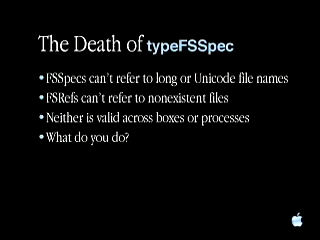 The Death of typeFSSpec
•FSSpecs can't refer to long or Unicode file names
•FSRefs can't refer to nonexistent files
•Neither is valid across boxes or processes
•What do you do?